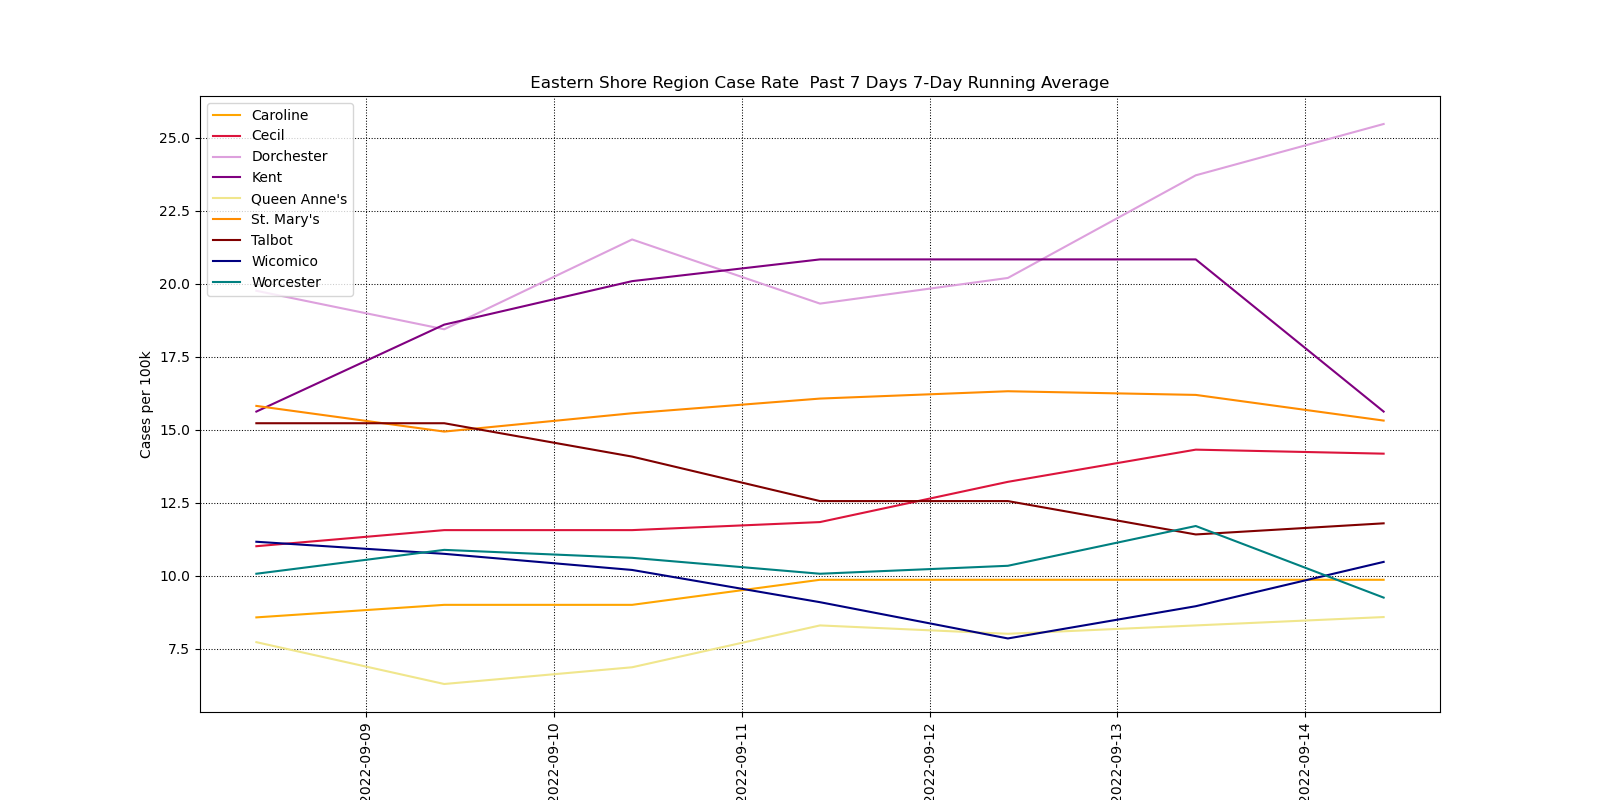 Eastern Shore Region Case Rate  Past 7 Days 7-Day Running Average
Caroline
Cecil
Dorchester
Kent
Queen Anne's
St. Mary's
Talbot
Wicomico
Worcester
25.0
22.5
20.0
17.5
15.0
12.5
10.0
7.5
Cases per 100k
2022-09-09
2022-09-10
2022-09-11
2022-09-12
2022-09-13
2022-09-14